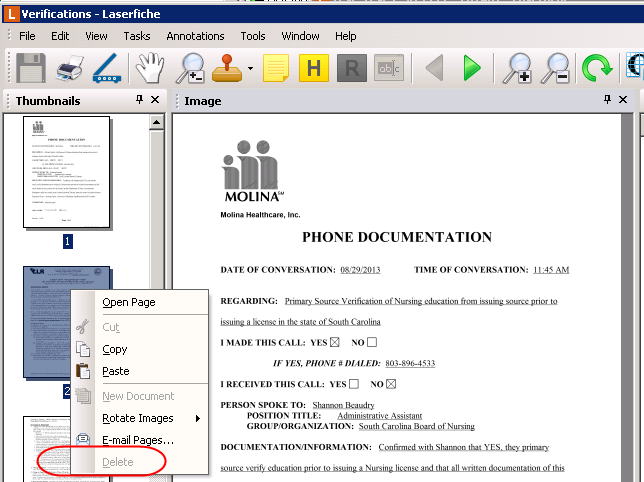 Verifications - Laserfiche
File Edit View Tasks Annotations Tools Window Help
H R ab|c
Thumbnails
Image
PHONE DOCUMENTATION
1
2
Open Page
Cut
Copy
Paste
New Document
Rotate Images
E-mail Pages...
Delete
MOLINA SM
Molina Healthcare, Inc.
PHONE DOCUMENTATION
DATE OF CONVERSATION: 08/29/2013 TIME OF CONVERSATION: 11:45 AM
REGARDING: Primary Source Verification of Nursing education from issuing source prior to
issuing a license in the state of South Carolina
I MADE THIS CALL: YES ☒ NO ☐
IF YES, PHONE # DIALED: 803-896-4533
I RECEIVED THIS CALL: YES ☐ NO ☒
PERSON SPOKE TO: Shannon Beaudry
POSITION TITLE: Administrative Assistant
GROUP/ORGANIZATION: South Carolina Board of Nursing
DOCUMENTATION/INFORMATION: Confirmed with Shannon that YES, they primary
source verify education prior to issuing a Nursing license and that all written documentation of this